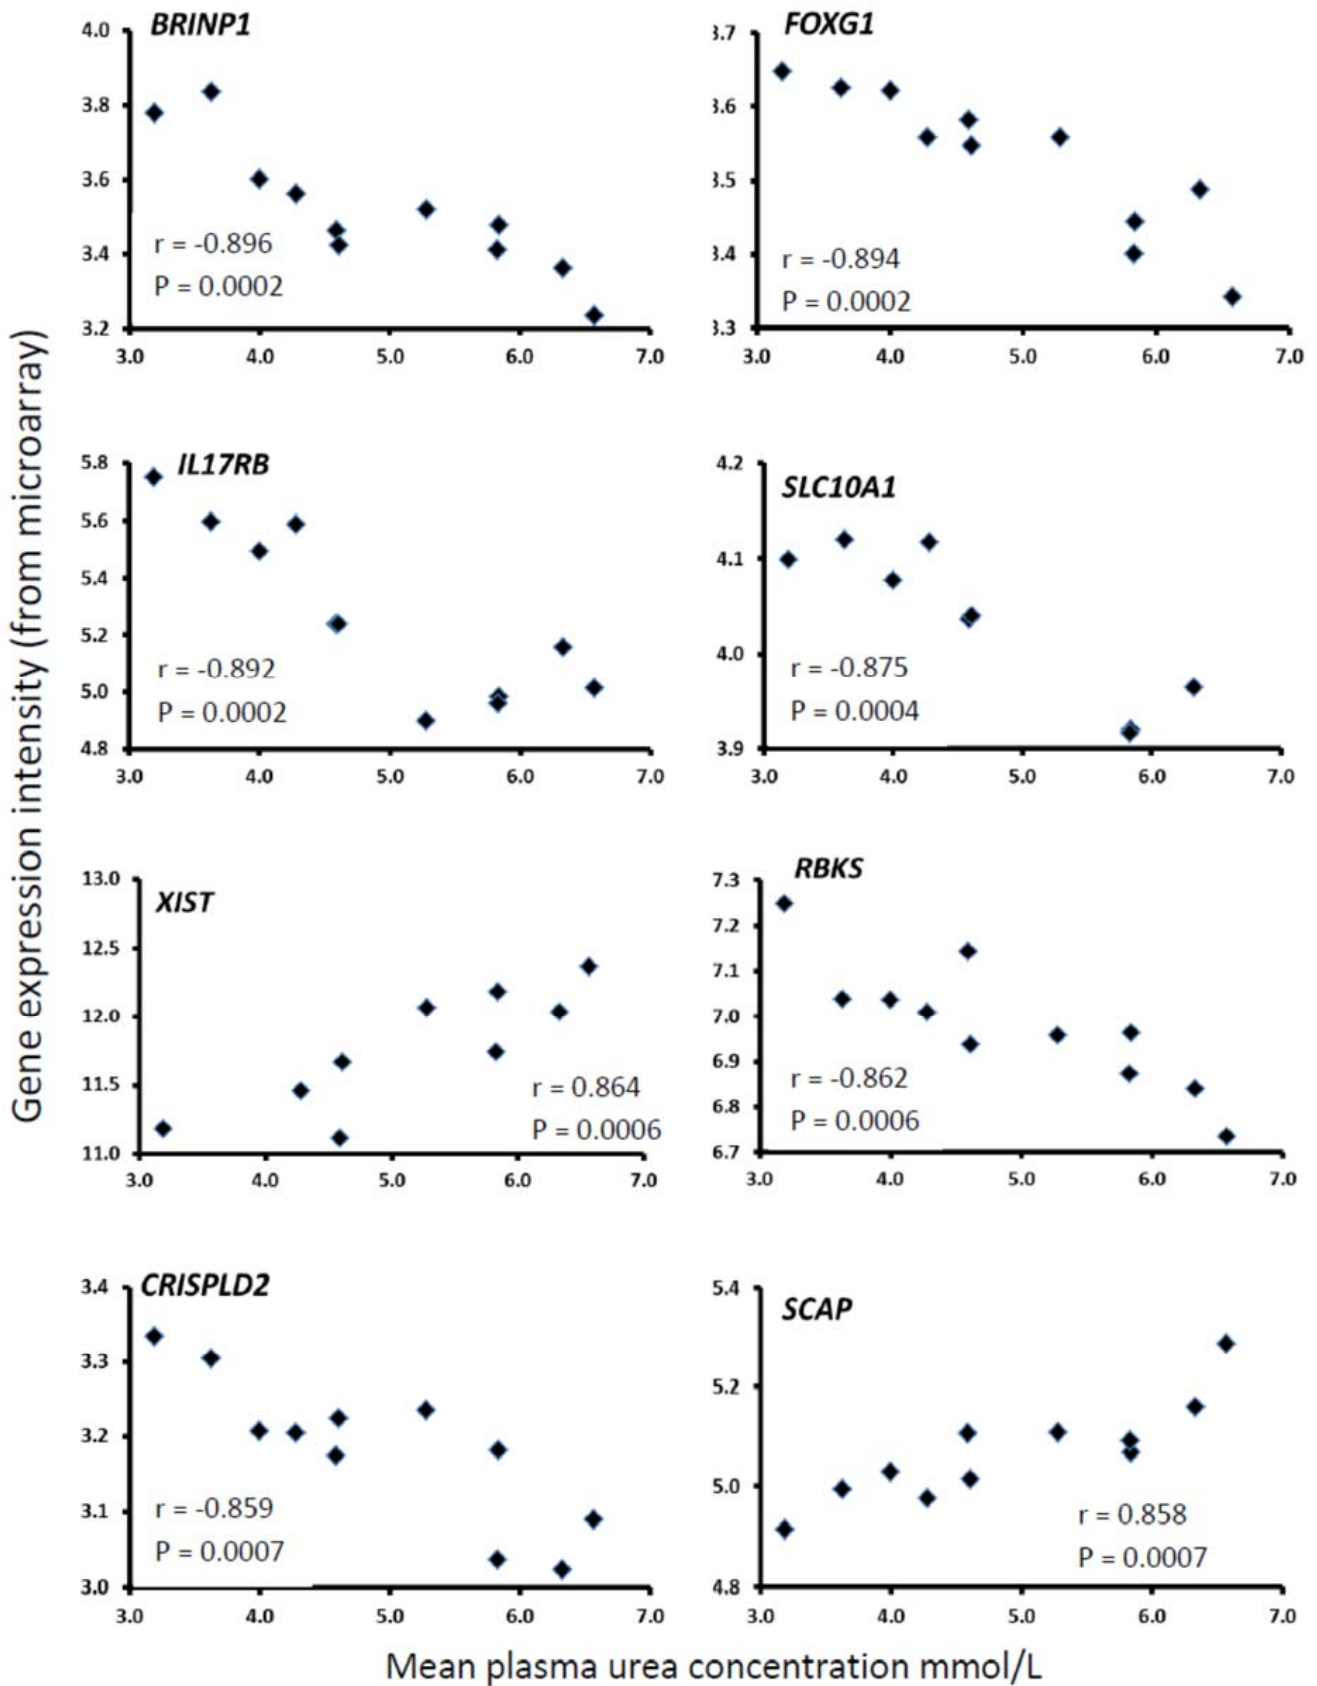 Gene expression intensity (from microarray)
BRINP1
4.0
3.8
3.6
3.4
3.2
r = -0.896
P = 0.0002
3.0 4.0 5.0 6.0 7.0
FOXG1
3.7
3.6
3.5
3.4
3.3
r = -0.894
P = 0.0002
3.0 4.0 5.0 6.0 7.0
IL17RB
5.8
5.6
5.4
5.2
5.0
4.8
r = -0.892
P = 0.0002
3.0 4.0 5.0 6.0 7.0
SLC10A1
4.2
4.1
4.0
3.9
r = -0.875
P = 0.0004
3.0 4.0 5.0 6.0 7.0
XIST
13.0
12.5
12.0
11.5
11.0
r = 0.864
P = 0.0006
3.0 4.0 5.0 6.0 7.0
RBKS
7.3
7.2
7.1
7.0
6.9
6.8
6.7
r = -0.862
P = 0.0006
3.0 4.0 5.0 6.0 7.0
CRISPLD2
3.4
3.3
3.2
3.1
3.0
r = -0.859
P = 0.0007
3.0 4.0 5.0 6.0 7.0
SCAP
5.4
5.2
5.0
4.8
r = 0.858
P = 0.0007
3.0 4.0 5.0 6.0 7.0
Mean plasma urea concentration mmol/L